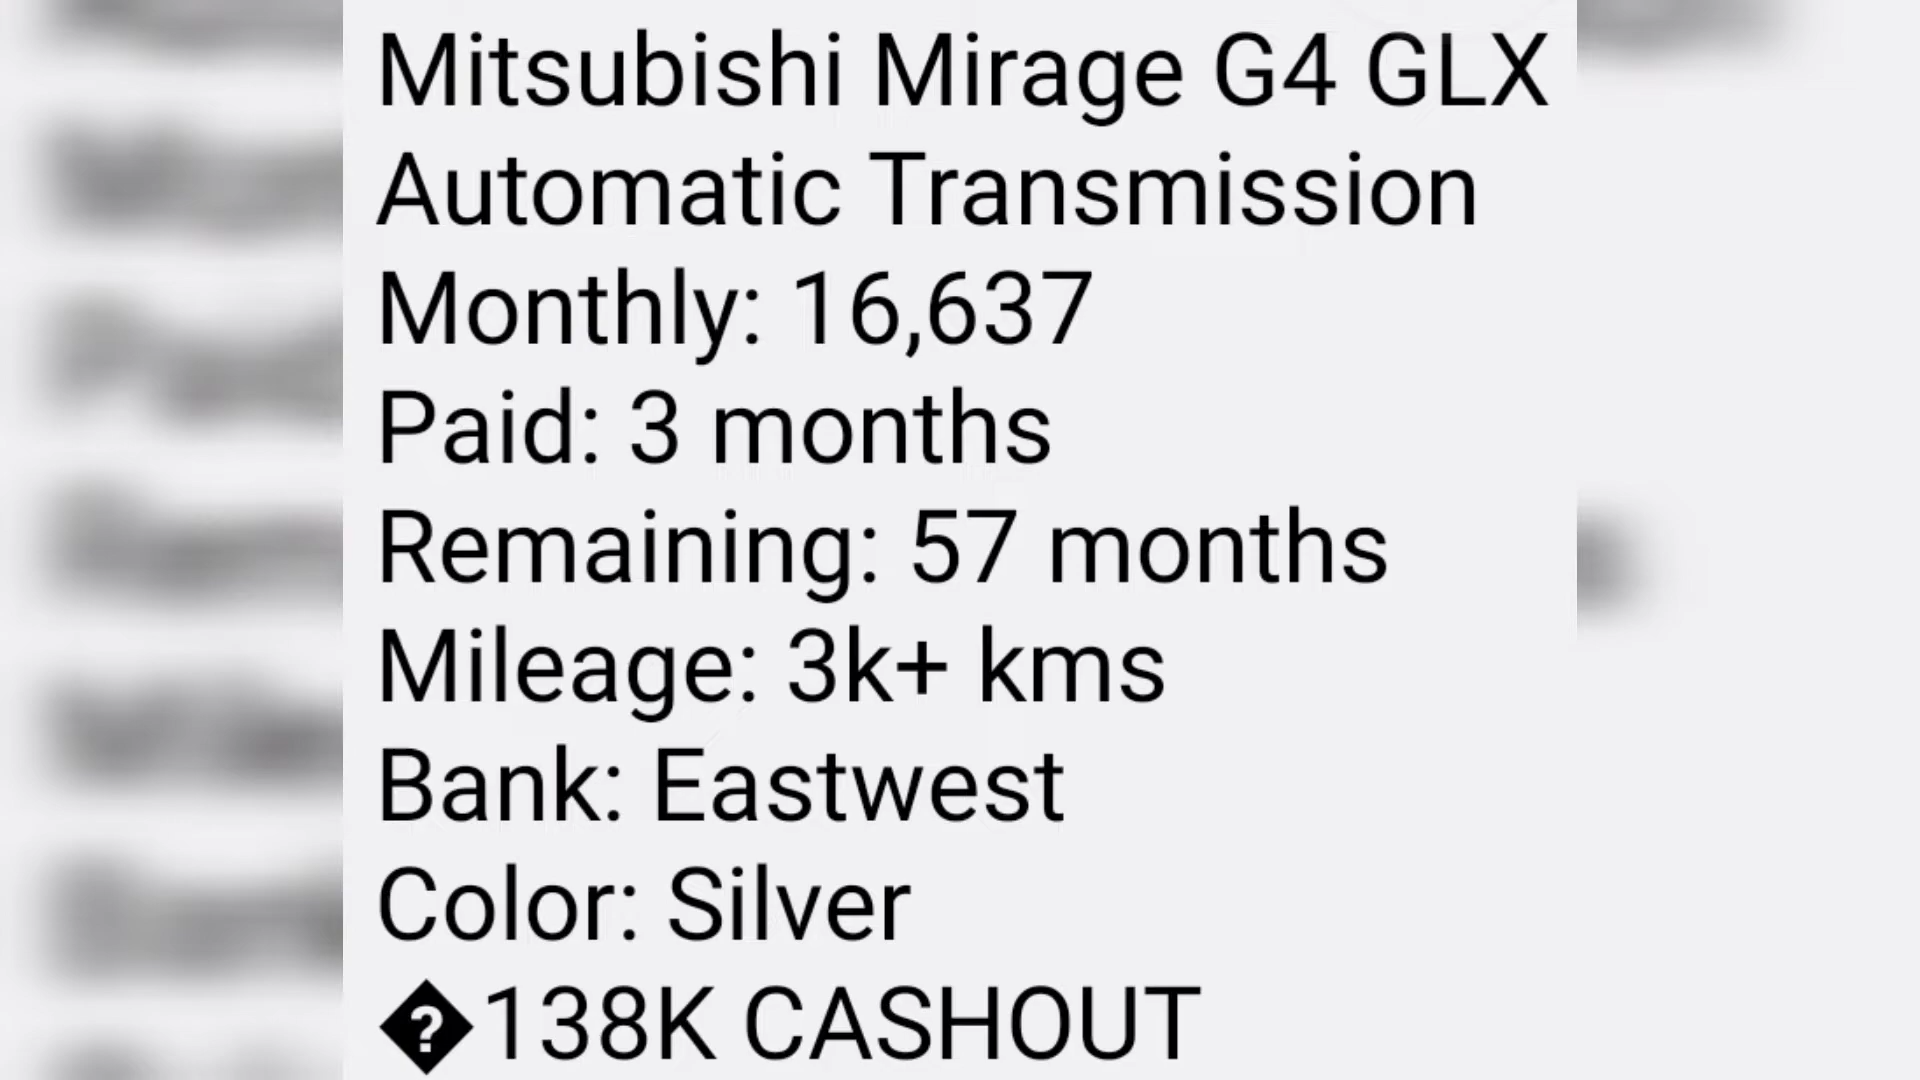 Mitsubishi Mirage G4 GLX
Automatic Transmission
Monthly: 16,637
Paid: 3 months
Remaining: 57 months
Mileage: 3k+ kms
Bank: Eastwest
Color: Silver
�138K CASHOUT